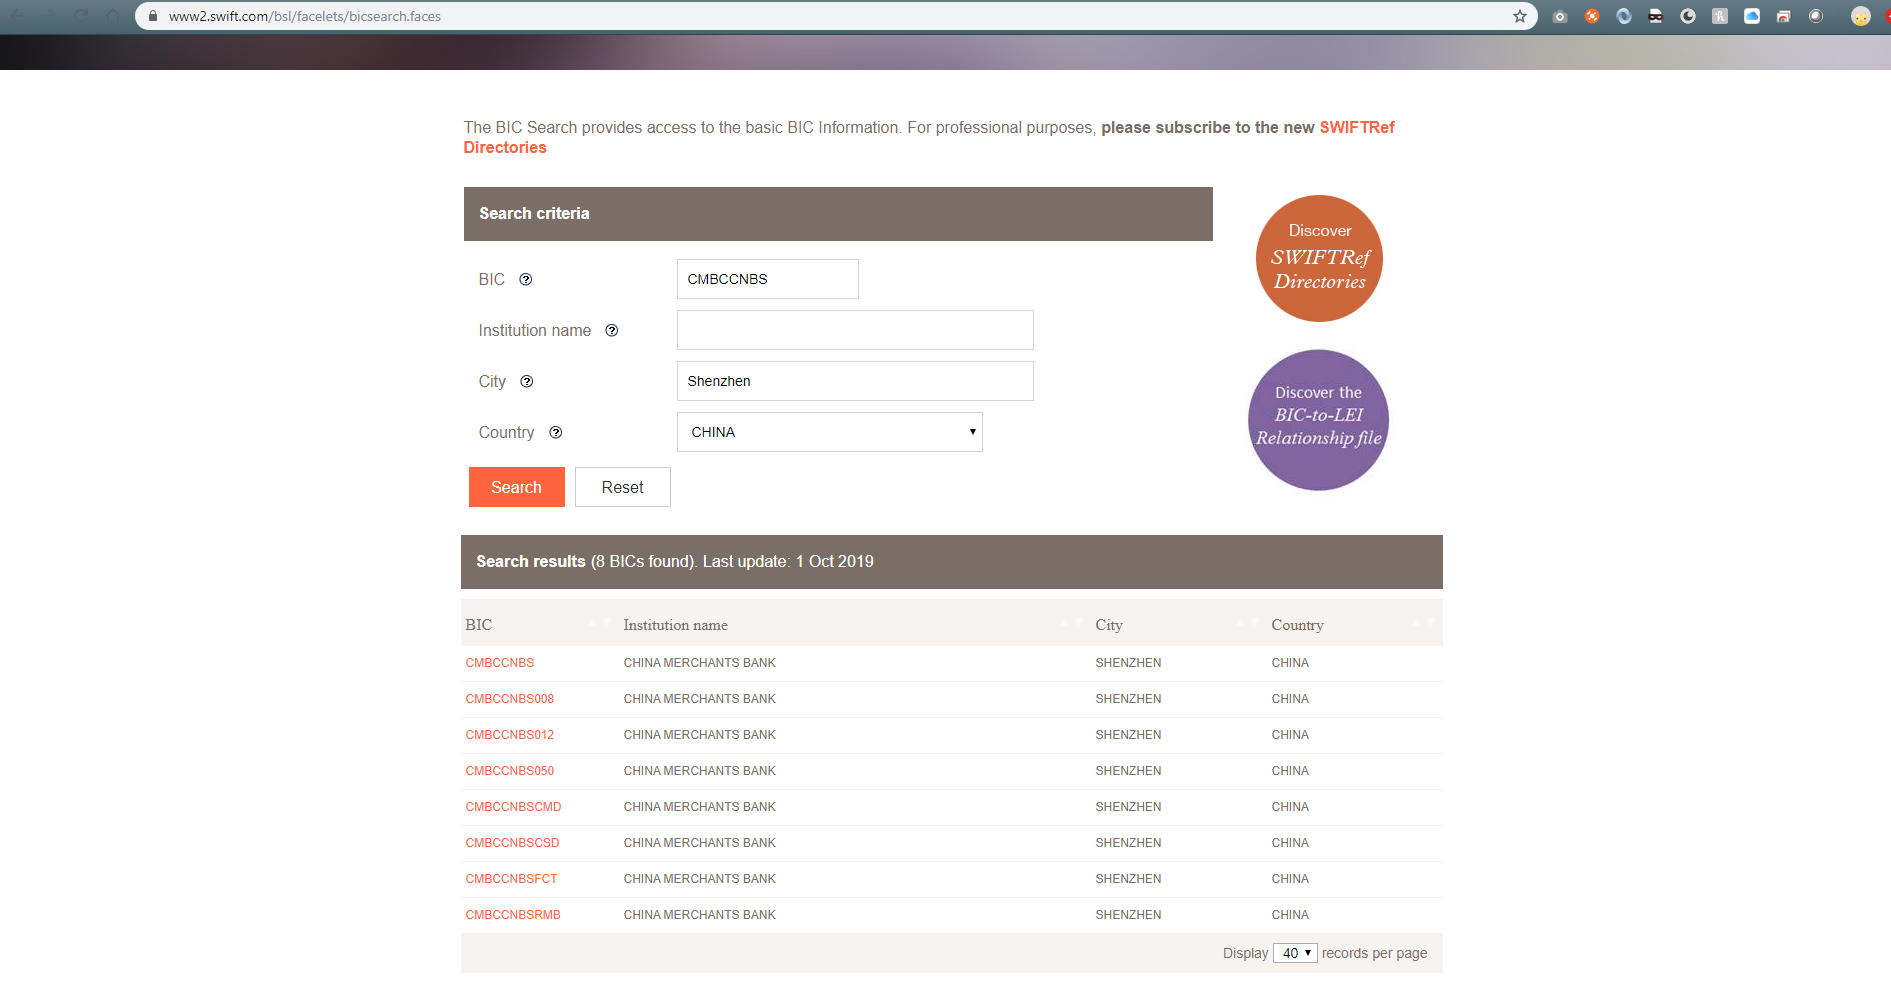 www2.swift.com/bsl/facelets/bicsearch.faces
The BIC Search provides access to the basic BIC Information. For professional purposes, please subscribe to the new SWIFTRef
Directories
Search criteria
BIC ? CMBCCNBS
Institution name ?
City ? Shenzhen
Country ? CHINA
Search Reset
Discover
SWIFTRef
Directories
Discover the
BIC-to-LEI
Relationship file
Search results (8 BICs found). Last update: 1 Oct 2019
BIC Institution name City Country
CMBCCNBS CHINA MERCHANTS BANK SHENZHEN CHINA
CMBCCNBS008 CHINA MERCHANTS BANK SHENZHEN CHINA
CMBCCNBS012 CHINA MERCHANTS BANK SHENZHEN CHINA
CMBCCNBS050 CHINA MERCHANTS BANK SHENZHEN CHINA
CMBCCNBSCMD CHINA MERCHANTS BANK SHENZHEN CHINA
CMBCCNBSCSD CHINA MERCHANTS BANK SHENZHEN CHINA
CMBCCNBSFCT CHINA MERCHANTS BANK SHENZHEN CHINA
CMBCCNBSRMB CHINA MERCHANTS BANK SHENZHEN CHINA
Display 40 records per page